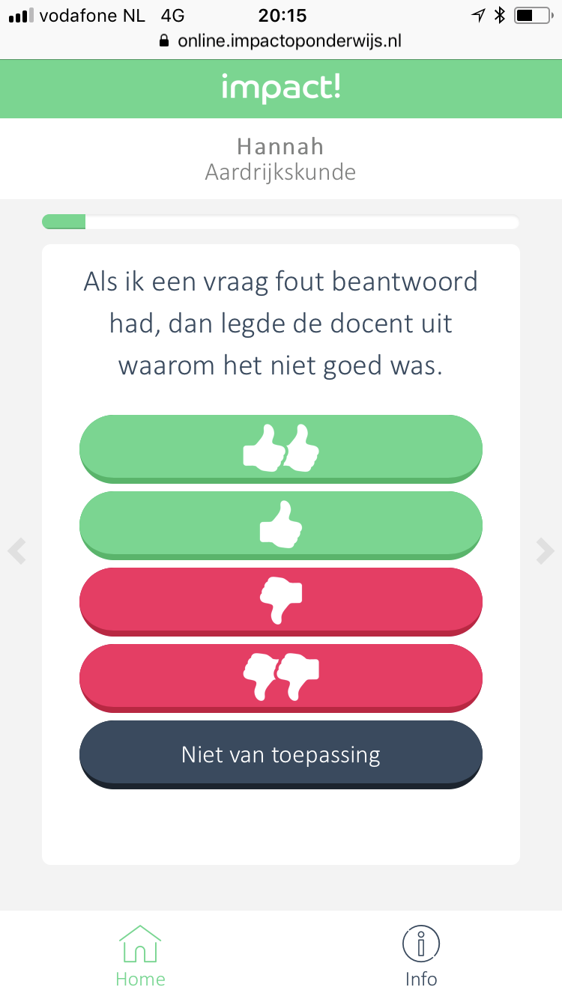 vodafone NL 4G 20:15
online.impactoponderwijs.nl
impact!
Hannah
Aardrijkskunde
Als ik een vraag fout beantwoord
had, dan legde de docent uit
waarom het niet goed was.
Niet van toepassing
Home
Info